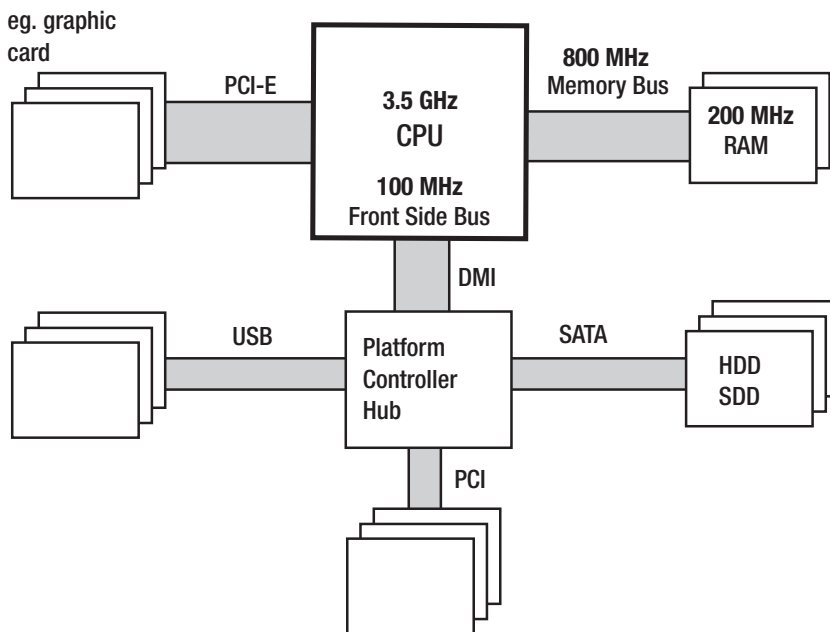 eg. graphic
card
PCI-E
3.5 GHz
CPU
100 MHz
Front Side Bus
800 MHz
Memory Bus
200 MHz
RAM
DMI
USB
Platform
Controller
Hub
SATA
HDD
SDD
PCI